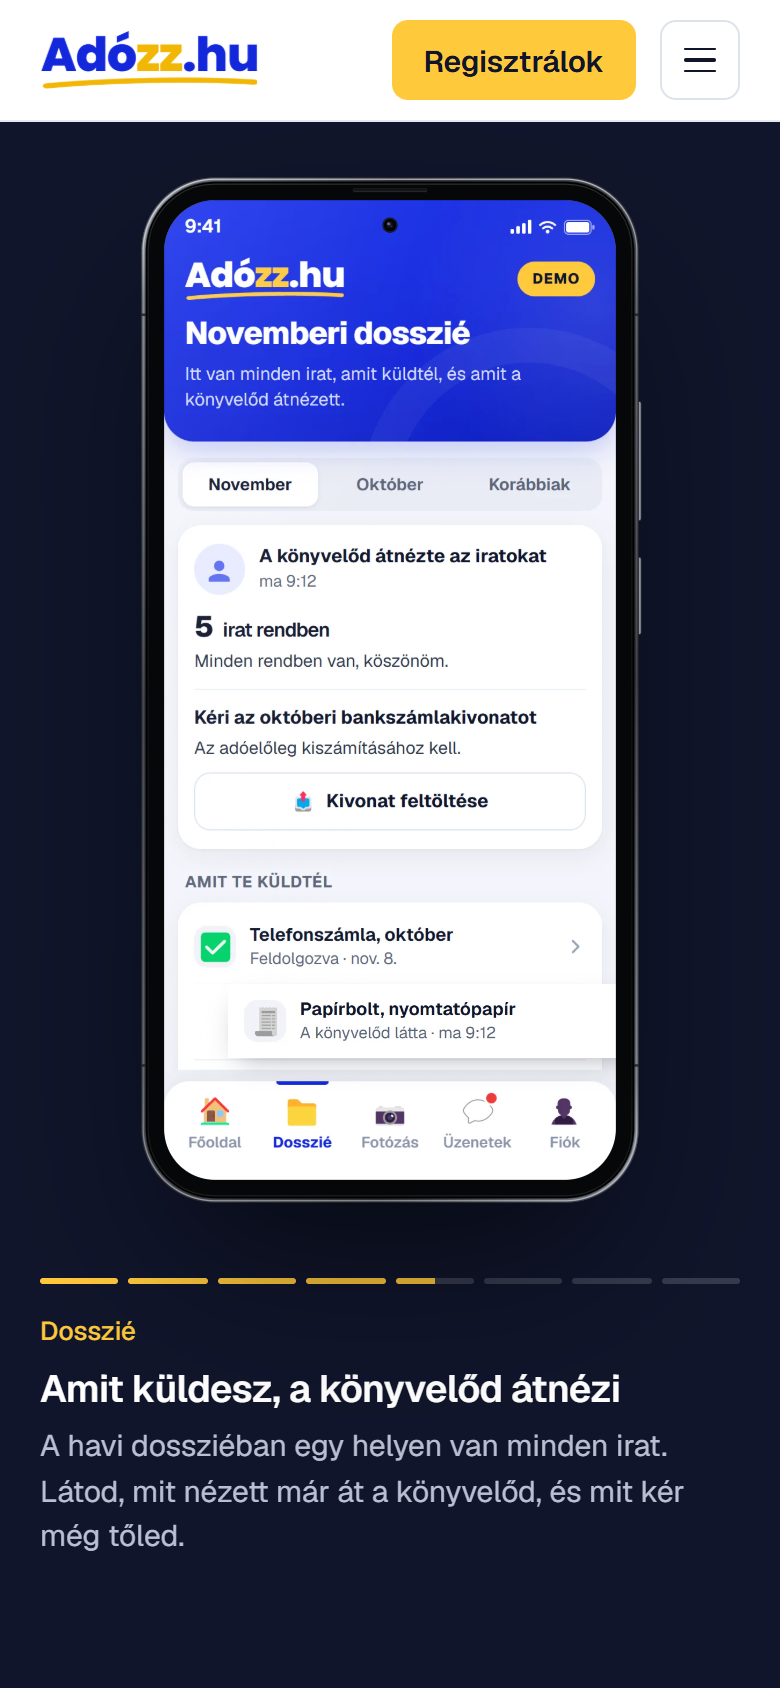 Adózz.hu
Regisztrálok
9:41
Adózz.hu
DEMO
Novemberi dosszié
Itt van minden irat, amit küldtél, és amit a
könyvelőd átnézett.
November
Október
Korábbiak
A könyvelőd átnézte az iratokat
ma 9:12
5 irat rendben
Minden rendben van, köszönöm.
Kéri az októberi bankszámlakivonatot
Az adóelőleg kiszámításához kell.
Kivonat feltöltése
AMIT TE KÜLDTÉL
Telefonszámla, október
Feldolgozva · nov. 8.
Papírbolt, nyomtatópapír
A könyvelőd látta · ma 9:12
Főoldal
Dosszié
Fotózás
Üzenetek
Fiók
Dosszié
Amit küldesz, a könyvelőd átnézi
A havi dossziéban egy helyen van minden irat.
Látod, mit nézett már át a könyvelőd, és mit kér
még tőled.